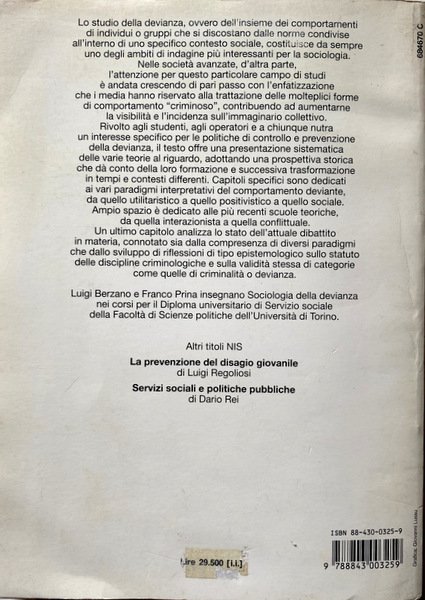 Lo studio della devianza, ovvero dell'insieme dei comportamenti
di individui o gruppi che si discostano dalle norme condivise
all'interno di uno specifico contesto sociale, costituisce da sempre
uno degli ambiti di indagine più interessanti per la sociologia.
Nelle società avanzate, d'altra parte,
l'attenzione per questo particolare campo di studi
è andata crescendo di pari passo con l'enfatizzazione
che i media hanno riservato alla trattazione delle molteplici forme
di comportamento "criminoso", contribuendo ad aumentarne
la visibilità e l'incidenza sull'immaginario collettivo.
Rivolto agli studenti, agli operatori e a chiunque nutra
un interesse specifico per le politiche di controllo e prevenzione
della devianza, il testo offre una presentazione sistematica
delle varie teorie al riguardo, adottando una prospettiva storica
che dà conto della loro formazione e successiva trasformazione
in tempi e contesti differenti. Capitoli specifici sono dedicati
ai vari paradigmi interpretativi del comportamento deviante,
da quello utilitaristico a quello positivistico a quello sociale.
Ampio spazio è dedicato alle più recenti scuole teoriche,
da quella interazionista a quella conflittuale.
Un ultimo capitolo analizza lo stato dell'attuale dibattito
in materia, connotato sia dalla compresenza di diversi paradigmi
che dallo sviluppo di riflessioni di tipo epistemologico sullo statuto
delle discipline criminologiche e sulla validità stessa di categorie
come quelle di criminalità o devianza.
Luigi Berzano e Franco Prina insegnano Sociologia della devianza
nei corsi per il Diploma universitario di Servizio sociale
della Facoltà di Scienze politiche dell'Università di Torino.
Altri titoli NIS
La prevenzione del disagio giovanile
di Luigi Regoliosi
Servizi sociali e politiche pubbliche
di Dario Rei
Lire 29.500 [i.i.]
694670 C
ISBN 88-430-0325-9
9 788843 003259
Grafica: Giovanni Lussu